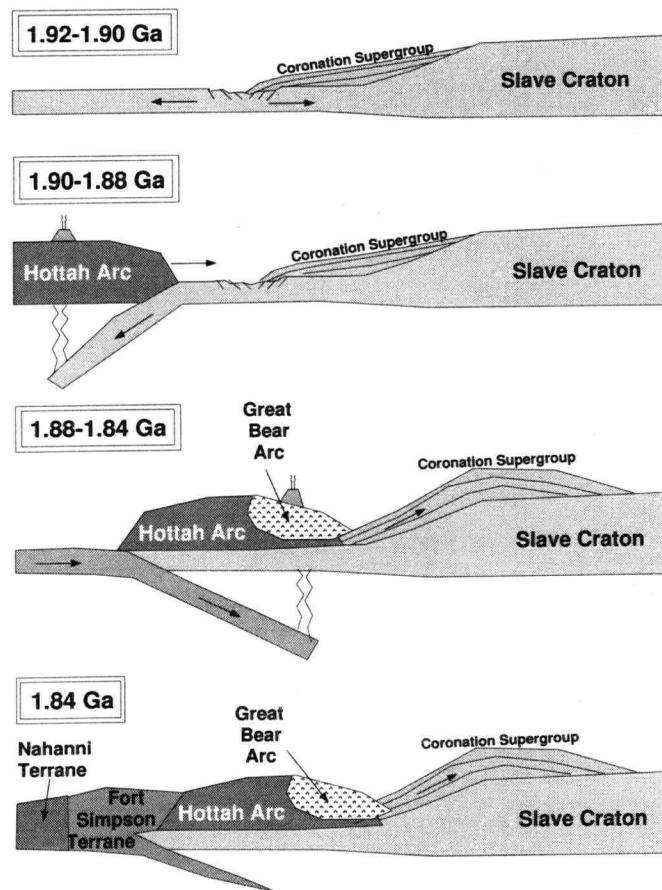 1.92-1.90 Ga
Coronation Supergroup
Slave Craton
1.90-1.88 Ga
Hottah Arc
Coronation Supergroup
Slave Craton
1.88-1.84 Ga
Great
Bear
Arc
Coronation Supergroup
Hottah Arc
Slave Craton
1.84 Ga
Nahanni
Terrane
Great
Bear
Arc
Coronation Supergroup
Fort
Simpson
Terrane
Hottah Arc
Slave Craton